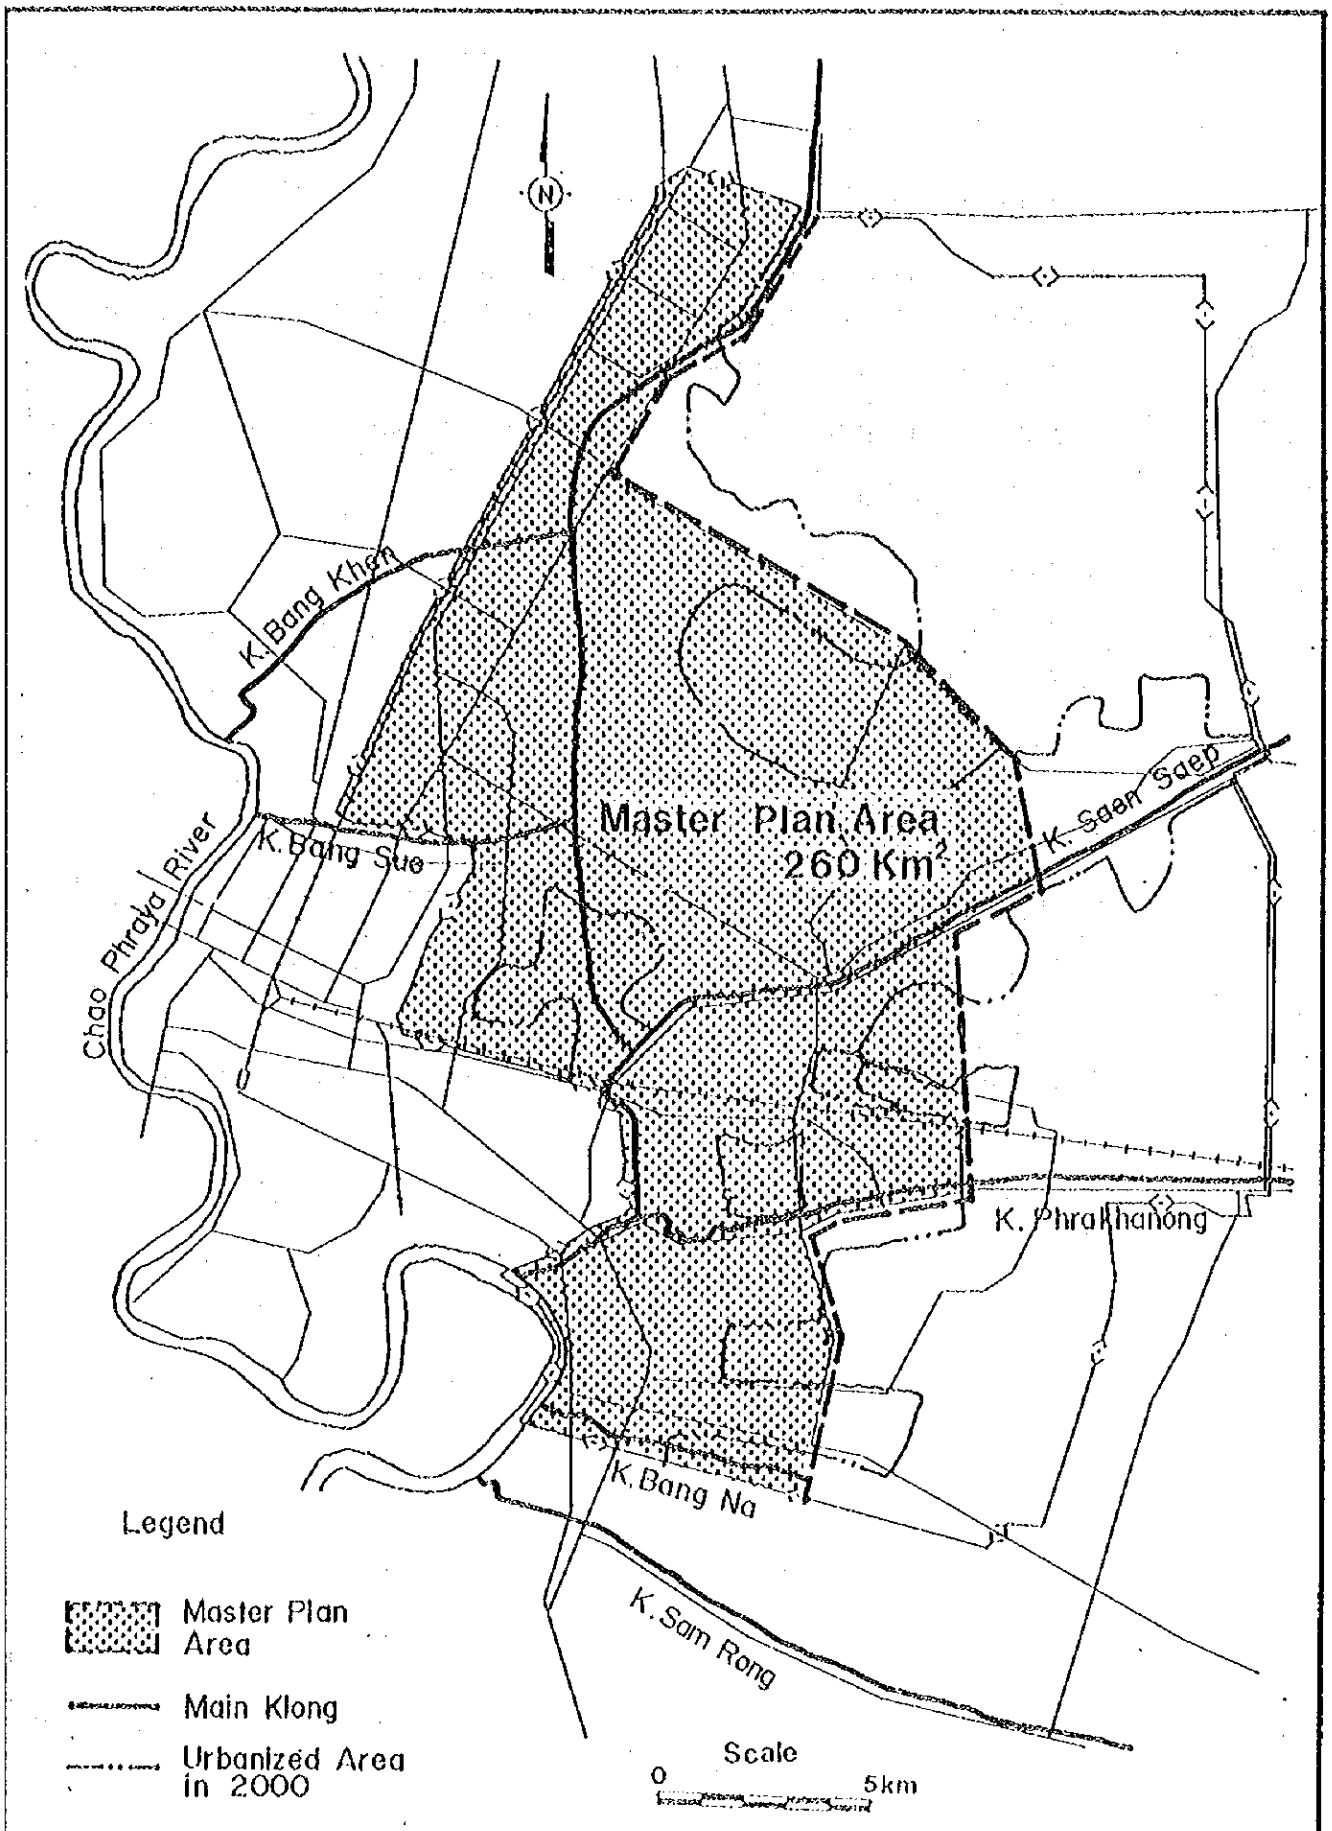 N
K. Bang Khen
Master Plan Area
260 Km²
K. Saen Saep
K. Bang Sue
Chao Phraya River
K. Phrakhanong
K. Bang Na
K. Sam Rong
Legend
Master Plan
Area
Main Klong
Urbanized Area
in 2000
Scale
0 5km